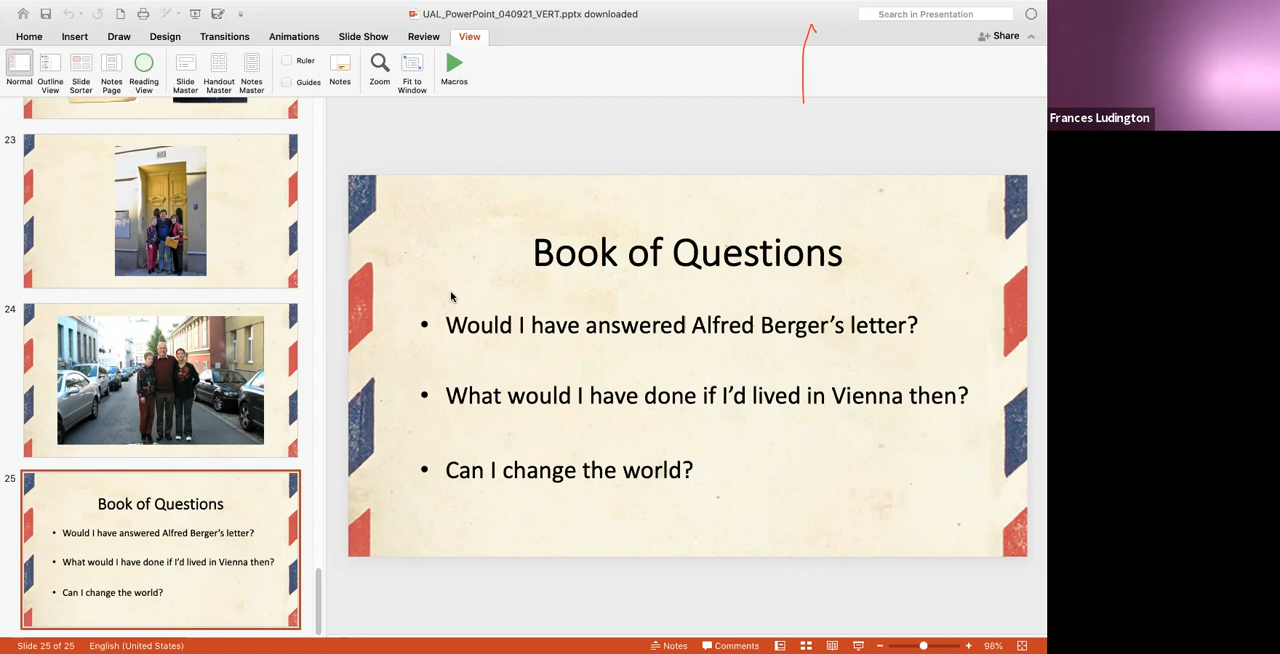 UAL_PowerPoint_040921_VERT.pptx downloaded
Search in Presentation
Home Insert Draw Design Transitions Animations Slide Show Review View
Share
Normal Outline View Slide Sorter Notes Page Reading View Slide Master Handout Master Notes Master Ruler Guides Notes Zoom Fit to Window Macros
Frances Ludington
23
24
25
Book of Questions
• Would I have answered Alfred Berger's letter?
• What would I have done if I'd lived in Vienna then?
• Can I change the world?
Book of Questions
• Would I have answered Alfred Berger’s letter?
• What would I have done if I’d lived in Vienna then?
• Can I change the world?
Slide 25 of 25 English (United States) Notes Comments 98%